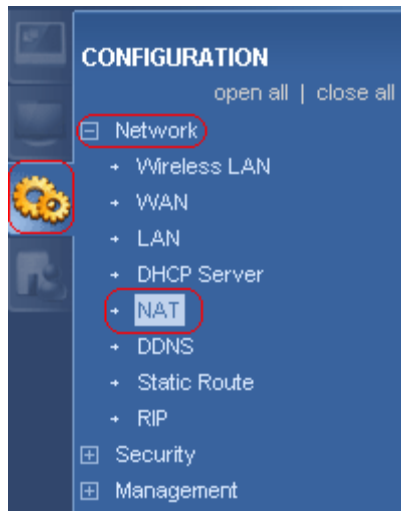 CONFIGURATION
open all | close all
Network
Wireless LAN
WAN
LAN
DHCP Server
NAT
DDNS
Static Route
RIP
Security
Management